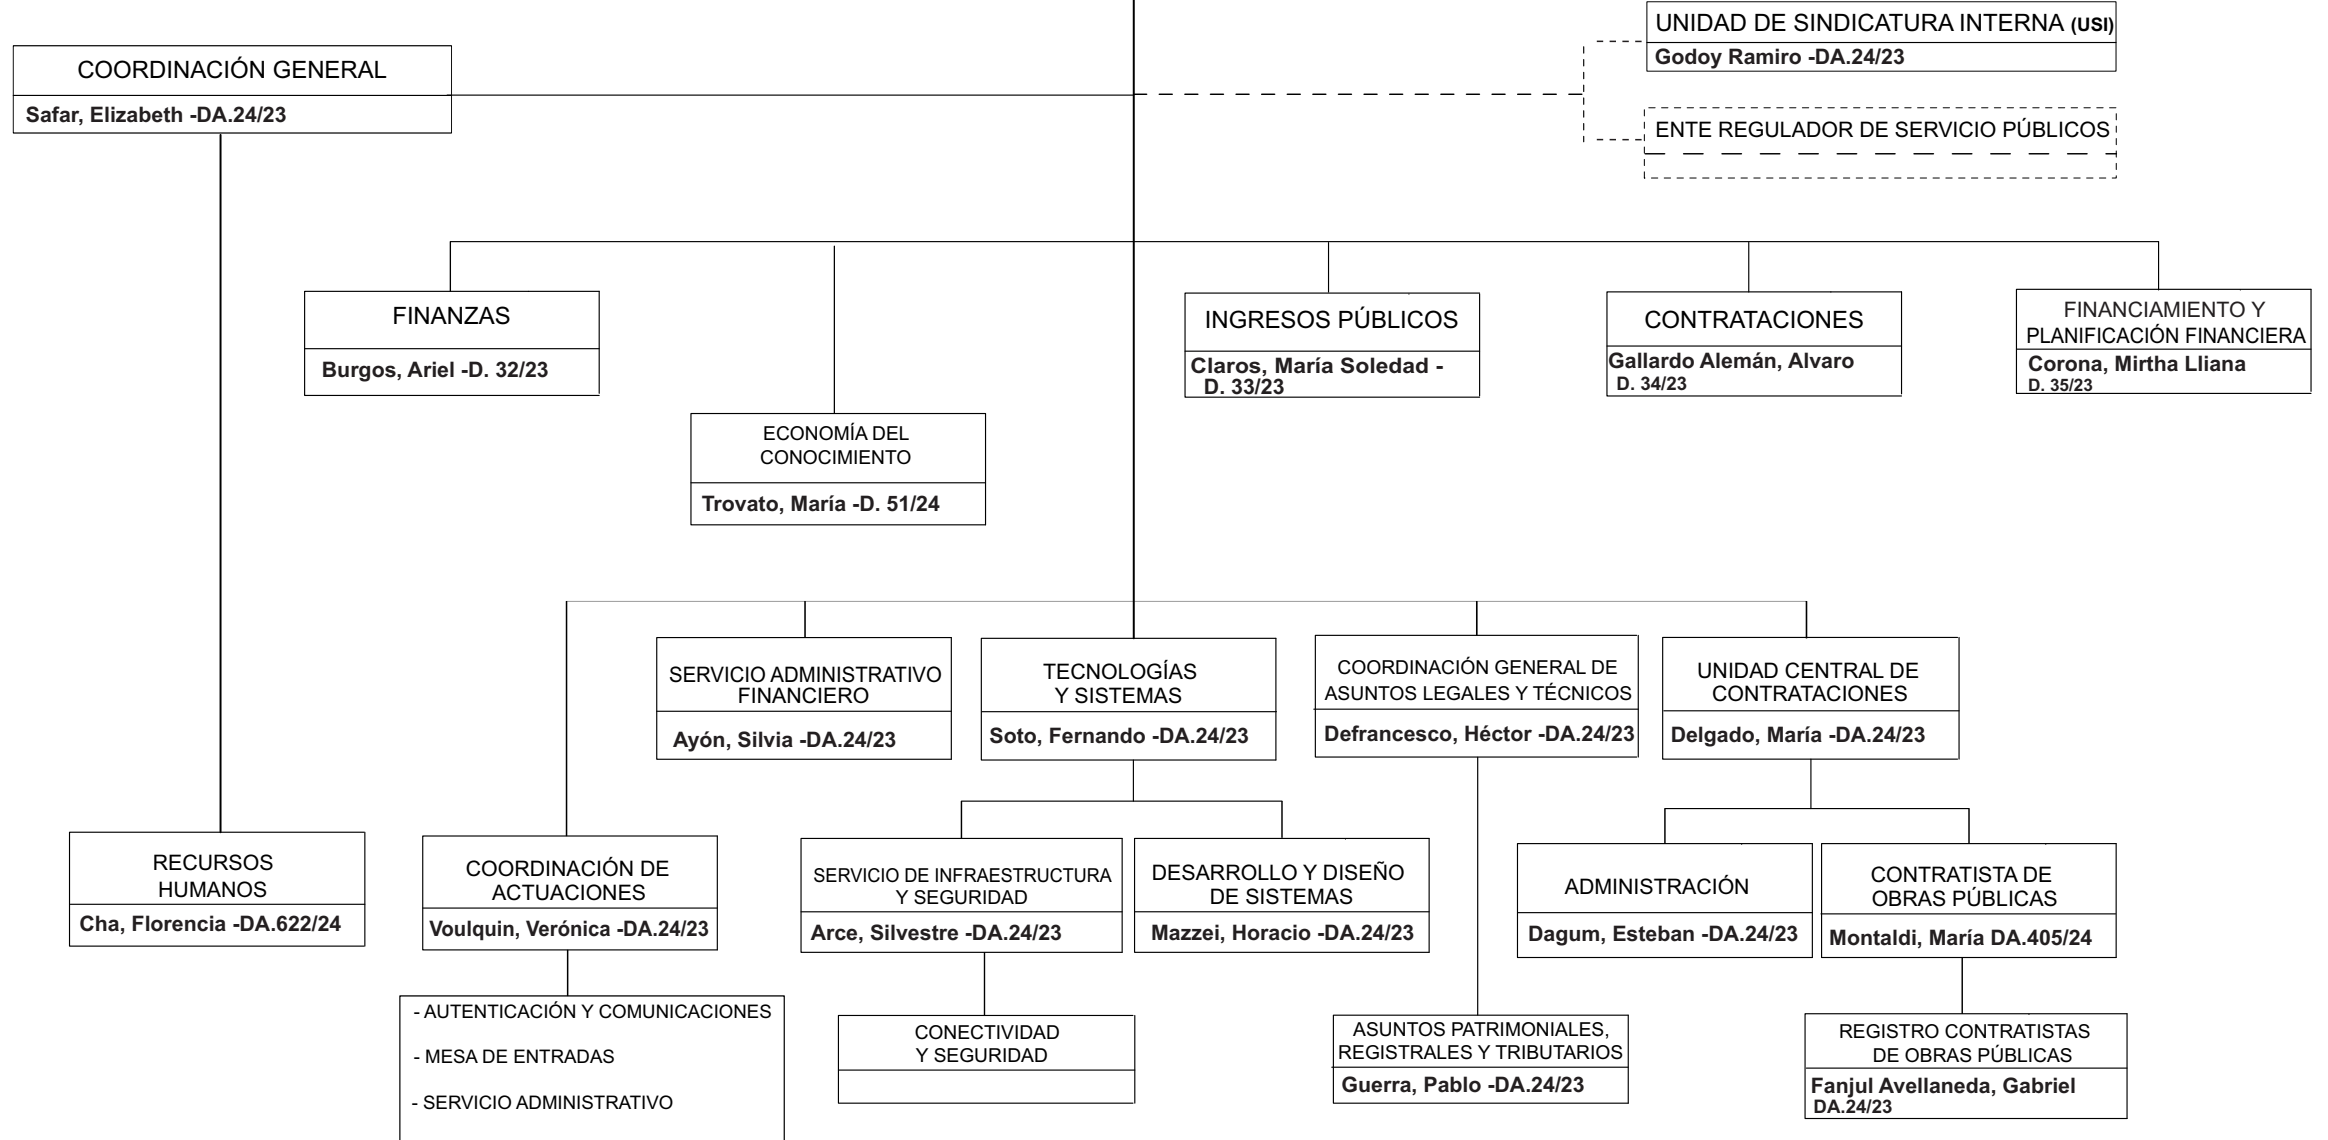 UNIDAD DE SINDICATURA INTERNA (USI)
Godoy Ramiro -DA.24/23
COORDINACIÓN GENERAL
Safar, Elizabeth -DA.24/23
ENTE REGULADOR DE SERVICIO PÚBLICOS
FINANZAS
Burgos, Ariel -D. 32/23
INGRESOS PÚBLICOS
Claros, María Soledad -
D. 33/23
CONTRATACIONES
Gallardo Alemán, Alvaro
D. 34/23
FINANCIAMIENTO Y
PLANIFICACIÓN FINANCIERA
Corona, Mirtha Lliana
D. 35/23
ECONOMÍA DEL
CONOCIMIENTO
Trovato, María -D. 51/24
SERVICIO ADMINISTRATIVO
FINANCIERO
Ayón, Silvia -DA.24/23
TECNOLOGÍAS
Y SISTEMAS
Soto, Fernando -DA.24/23
COORDINACIÓN GENERAL DE
ASUNTOS LEGALES Y TÉCNICOS
Defrancesco, Héctor -DA.24/23
UNIDAD CENTRAL DE
CONTRATACIONES
Delgado, María -DA.24/23
RECURSOS
HUMANOS
Cha, Florencia -DA.622/24
COORDINACIÓN DE
ACTUACIONES
Voulquin, Verónica -DA.24/23
SERVICIO DE INFRAESTRUCTURA
Y SEGURIDAD
Arce, Silvestre -DA.24/23
DESARROLLO Y DISEÑO
DE SISTEMAS
Mazzei, Horacio -DA.24/23
ADMINISTRACIÓN
Dagum, Esteban -DA.24/23
CONTRATISTA DE
OBRAS PÚBLICAS
Montaldi, María DA.405/24
- AUTENTICACIÓN Y COMUNICACIONES
- MESA DE ENTRADAS
- SERVICIO ADMINISTRATIVO
CONECTIVIDAD
Y SEGURIDAD
ASUNTOS PATRIMONIALES,
REGISTRALES Y TRIBUTARIOS
Guerra, Pablo -DA.24/23
REGISTRO CONTRATISTAS
DE OBRAS PÚBLICAS
Fanjul Avellaneda, Gabriel
DA.24/23